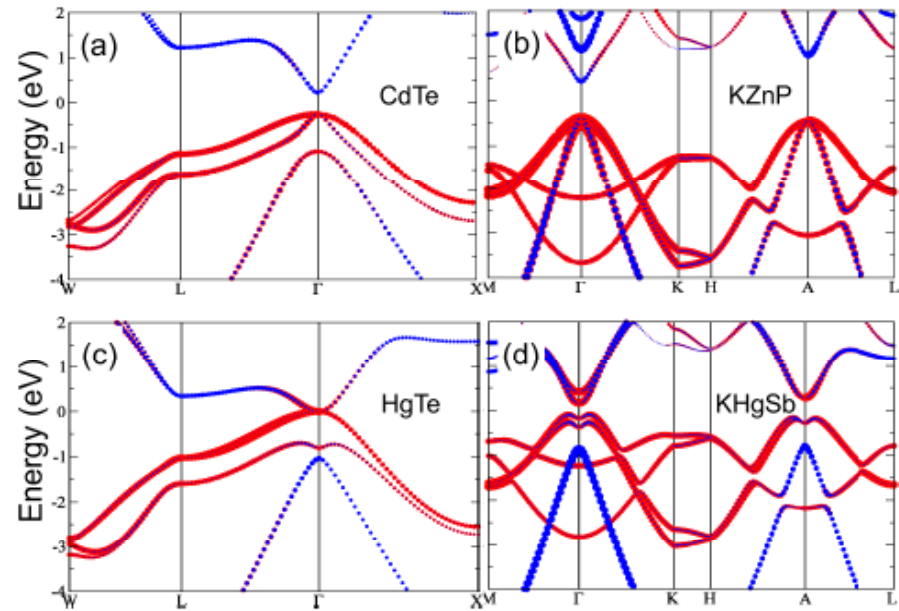 (a)
CdTe
Energy (eV)
2
1
0
-1
-2
-3
-4
W
L
Γ
X
(b)
KZnP
M
Γ
K
H
A
L
(c)
HgTe
Energy (eV)
2
1
0
-1
-2
-3
-4
W
L
Γ
X
(d)
KHgSb
M
Γ
K
H
A
L